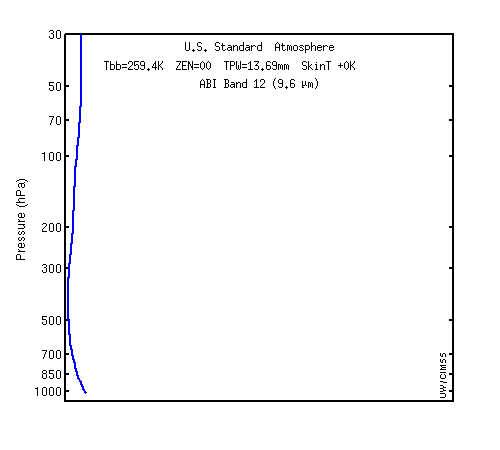 U.S. Standard  Atmosphere
Tbb=259.4K  ZEN=00  TPW=13.69mm  SkinT +0K
ABI Band 12 (9.6 µm)
30
50
70
100
200
300
500
700
850
1000
Pressure (hPa)
UW/CIMSS